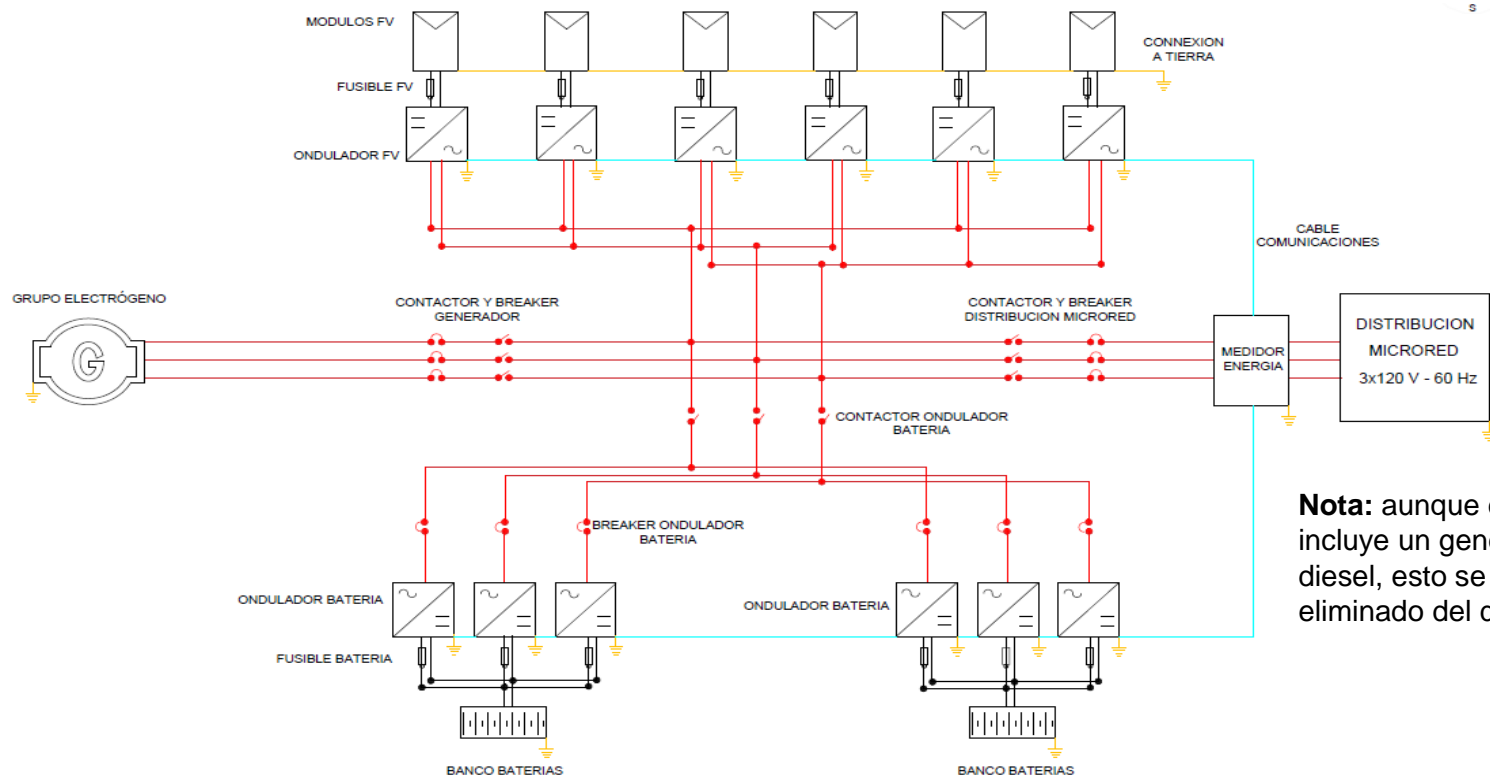 S
MODULOS FV
CONNEXION
A TIERRA
FUSIBLE FV
ONDULADOR FV
CABLE
COMUNICACIONES
GRUPO ELECTRÓGENO
CONTACTOR Y BREAKER
GENERADOR
CONTACTOR Y BREAKER
DISTRIBUCION MICRORED
G
MEDIDOR
ENERGIA
DISTRIBUCION
MICRORED
3x120 V - 60 Hz
CONTACTOR ONDULADOR
BATERIA
BREAKER ONDULADOR
BATERIA
Nota: aunque
incluye un
diesel, esto se
eliminado del
ONDULADOR BATERIA
ONDULADOR BATERIA
FUSIBLE BATERIA
BANCO BATERIAS
BANCO BATERIAS